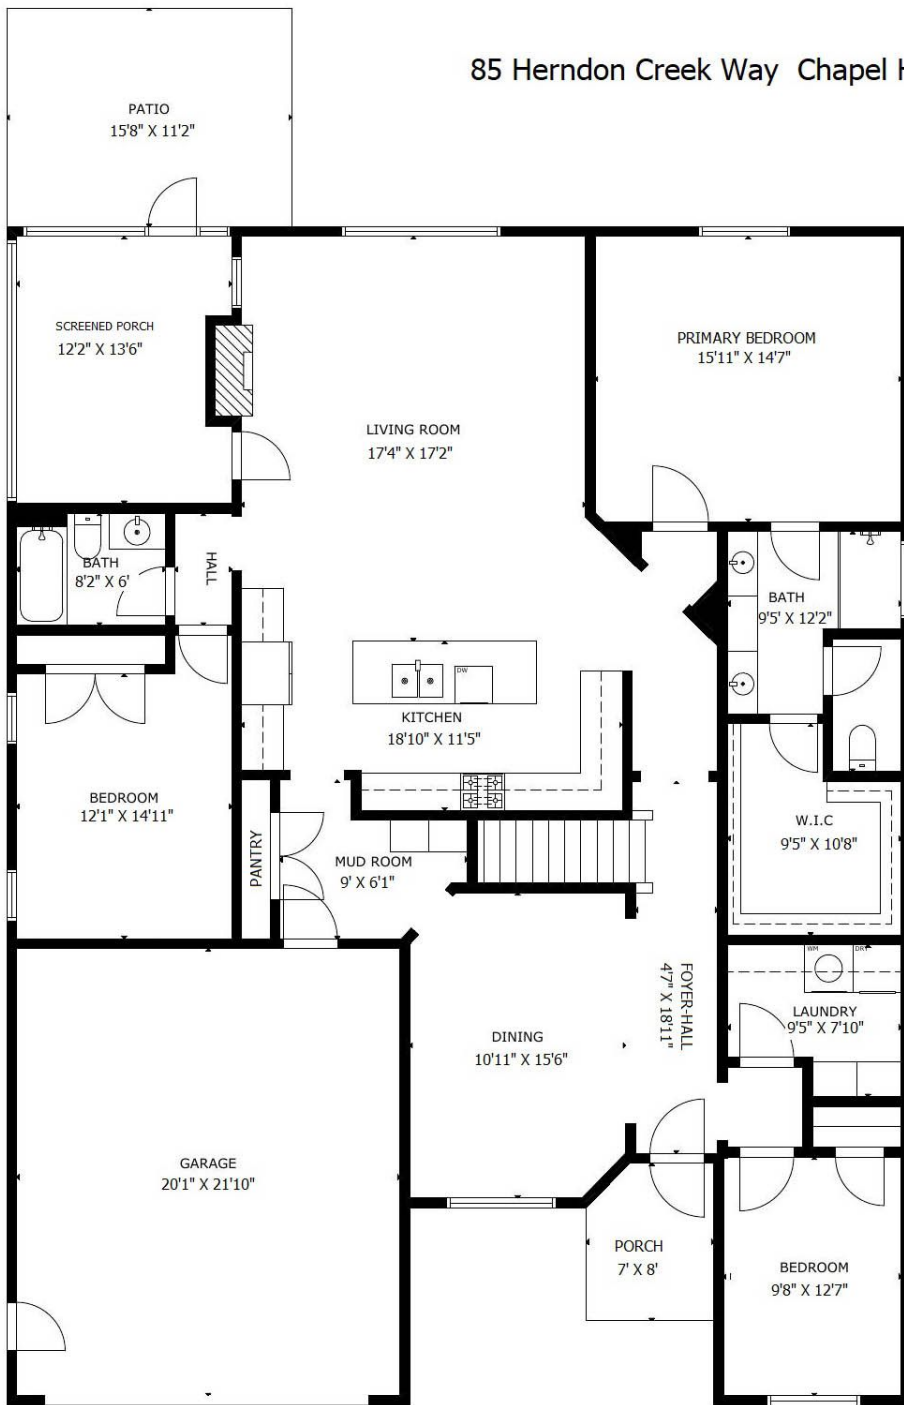 85 Herndon Creek Way Chapel H
PATIO
15'8" X 11'2"
SCREENED PORCH
12'2" X 13'6"
PRIMARY BEDROOM
15'11" X 14'7"
LIVING ROOM
17'4" X 17'2"
BATH
8'2" X 6'
HALL
BATH
9'5' X 12'2"
DW
KITCHEN
18'10" X 11'5"
BEDROOM
12'1" X 14'11"
PANTRY
MUD ROOM
9' X 6'1"
W.I.C
9'5" X 10'8"
WM
DRY
FOYER-HALL
4'7" X 18'11"
LAUNDRY
9'5" X 7'10"
DINING
10'11" X 15'6"
GARAGE
20'1" X 21'10"
PORCH
7' X 8'
BEDROOM
9'8" X 12'7"